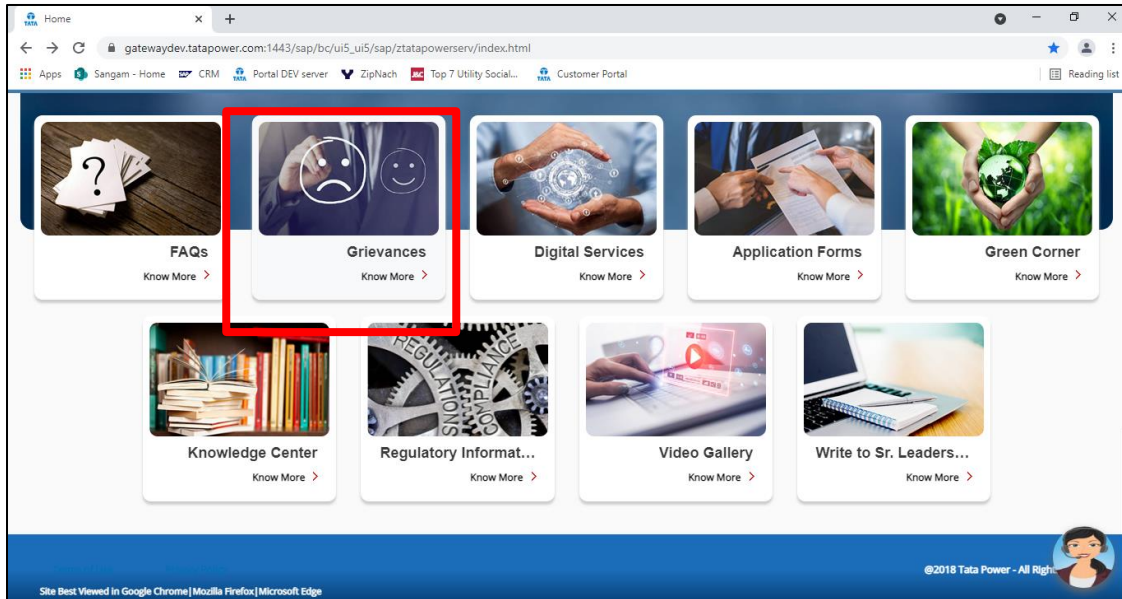 Home
gatewaydev.tatapower.com:1443/sap/bc/ui5_ui5/sap/ztatapowerserv/index.html
Apps Sangam - Home CRM TATA Portal DEV server ZipNach Top 7 Utility Social... TATA Customer Portal Reading list
?
FAQs Grievances Digital Services Application Forms Green Corner
Know More Know More Know More Know More Know More
REGULATIONS
COMPLIANCE
Knowledge Center Regulatory Informat... Video Gallery Write to Sr. Leaders...
Know More Know More Know More Know More
@2018 Tata Power - All
Site Best Viewed in Google Chrome|Mozilla Firefox|Microsoft Edge